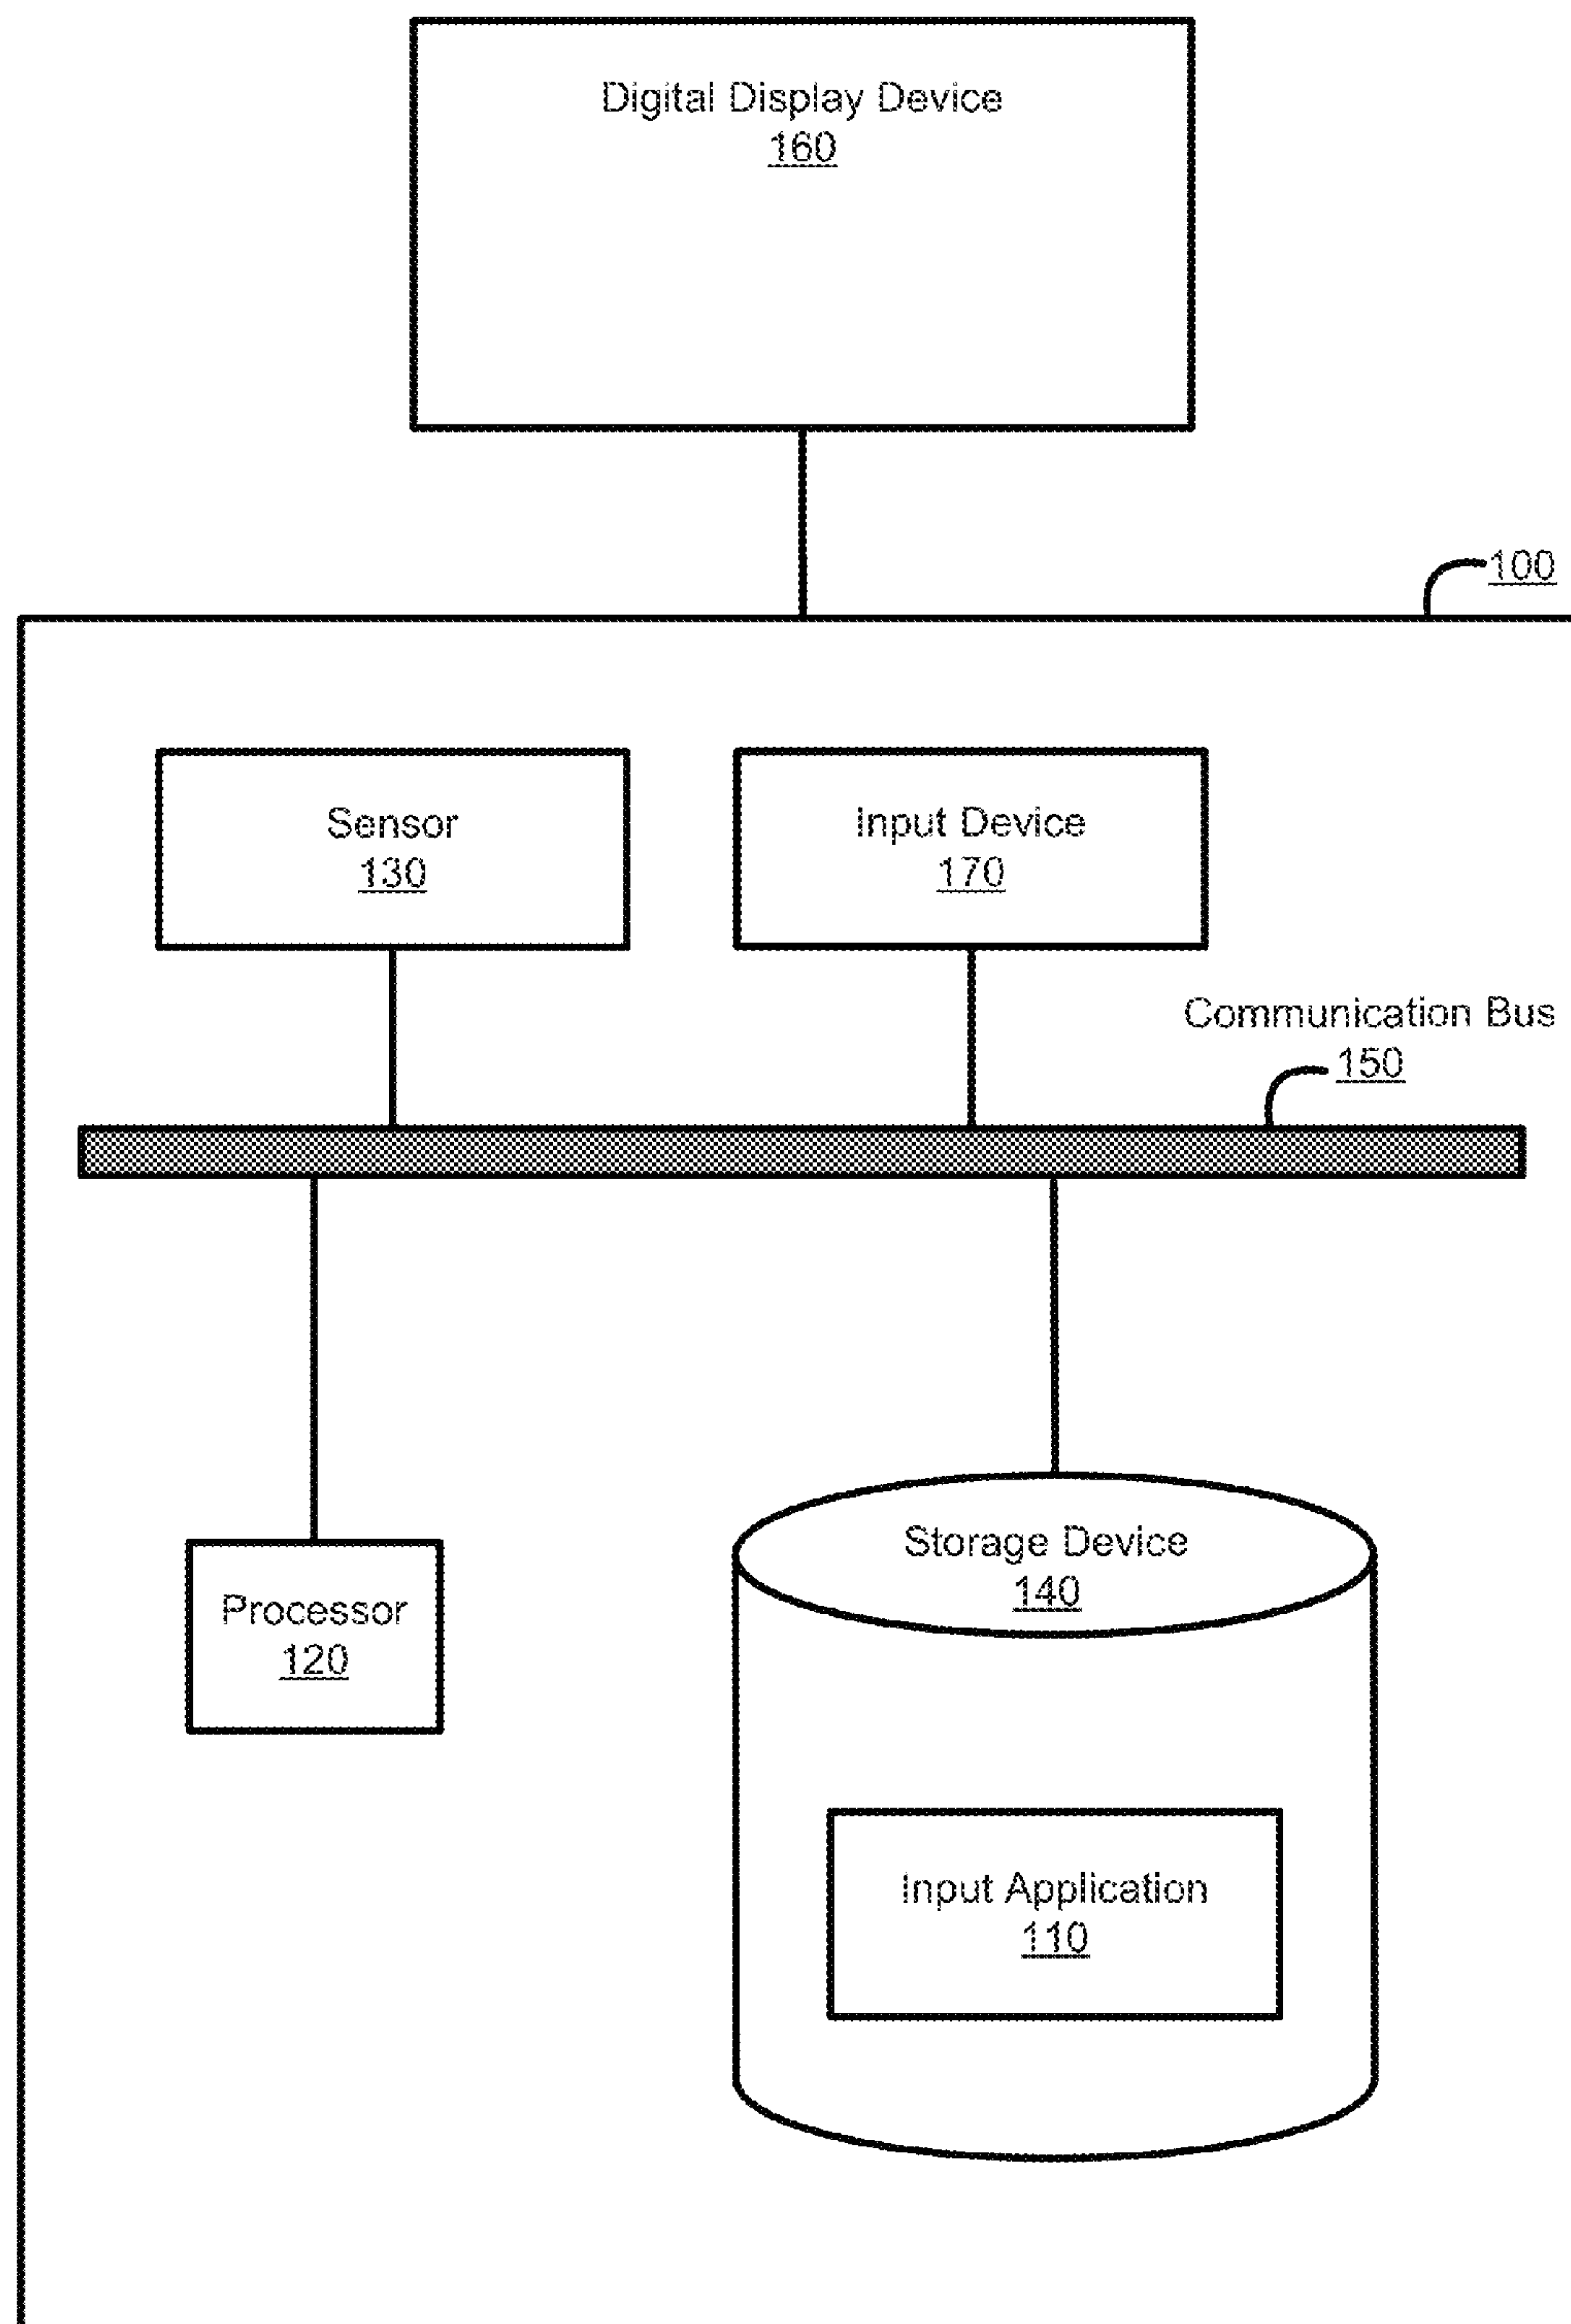 Digital Display Device
160
100
Sensor
130
Input Device
170
Communication Bus
150
Storage Device
140
Processor
120
Input Application
110